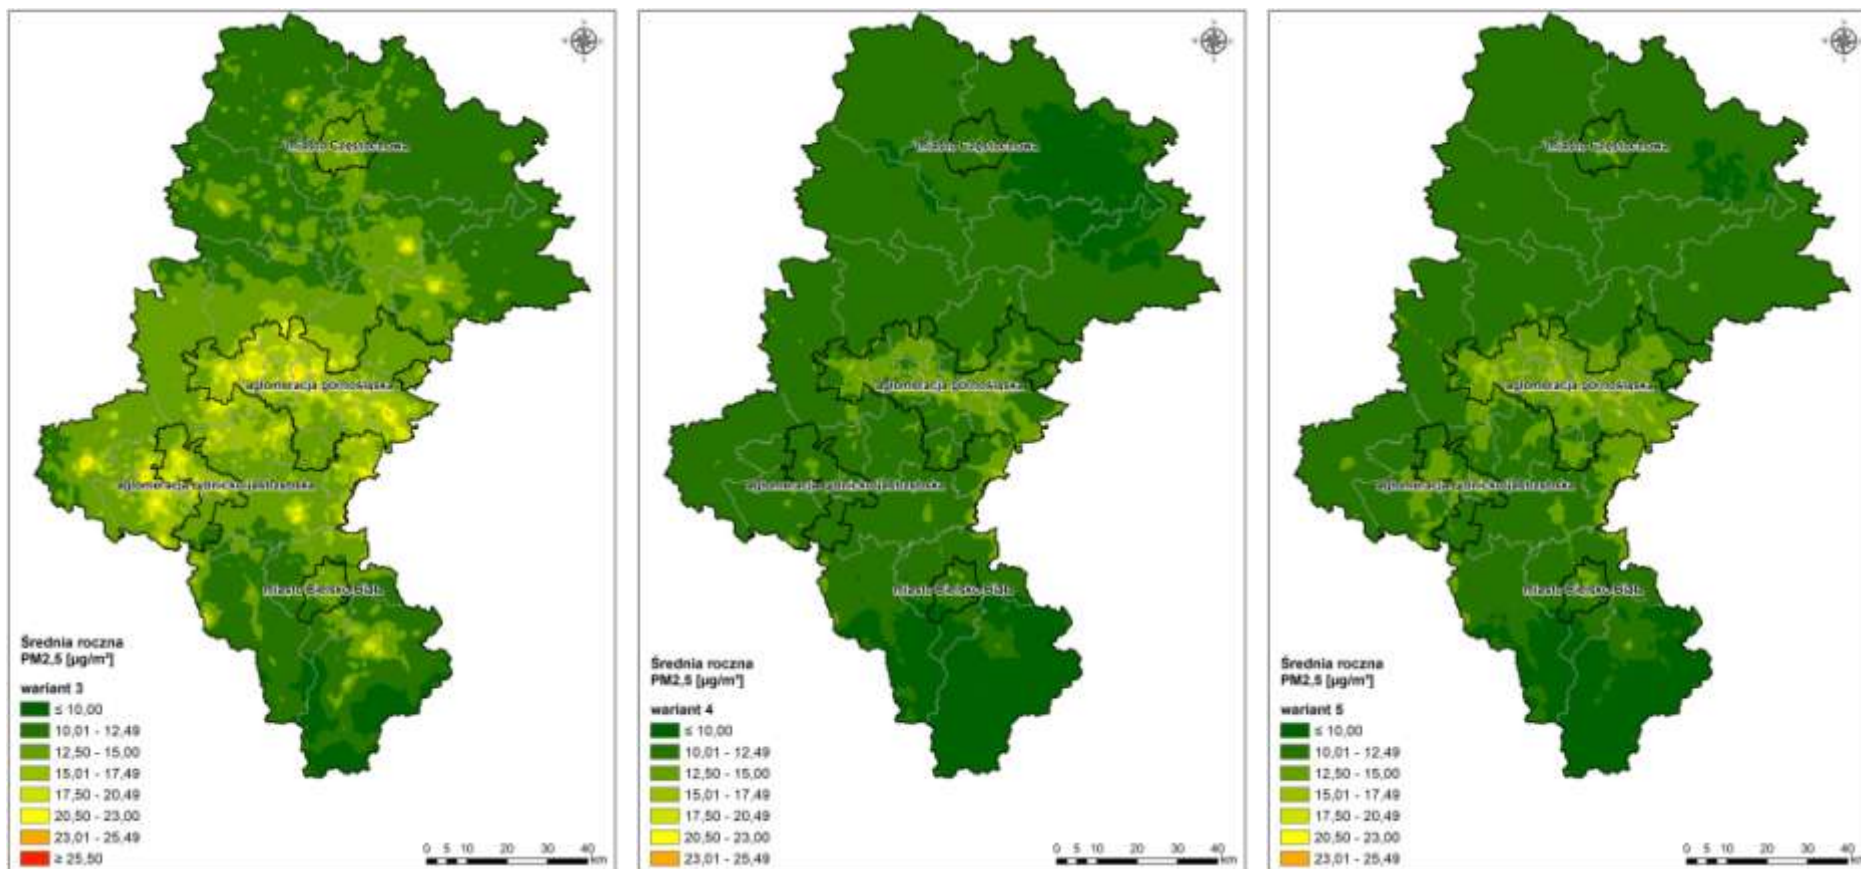 miasto Częstochowa
aglomeracja górnośląska
aglomeracja rybnicko-jastrzębska
miasto Bielsko-Biała
Średnia roczna
PM2,5 [µg/m³]
wariant 3
≤ 10,00
10,01 - 12,49
12,50 - 15,00
15,01 - 17,49
17,50 - 20,49
20,50 - 23,00
23,01 - 25,49
≥ 25,50
0 5 10 20 30 40
km
miasto Częstochowa
aglomeracja górnośląska
aglomeracja rybnicko-jastrzębska
miasto Bielsko-Biała
Średnia roczna
PM2,5 [µg/m³]
wariant 4
≤ 10,00
10,01 - 12,49
12,50 - 15,00
15,01 - 17,49
17,50 - 20,49
20,50 - 23,00
23,01 - 25,49
0 5 10 20 30 40
km
miasto Częstochowa
aglomeracja górnośląska
aglomeracja rybnicko-jastrzębska
miasto Bielsko-Biała
Średnia roczna
PM2,5 [µg/m³]
wariant 5
≤ 10,00
10,01 - 12,49
12,50 - 15,00
15,01 - 17,49
17,50 - 20,49
20,50 - 23,00
23,01 - 25,49
0 5 10 20 30 40
km